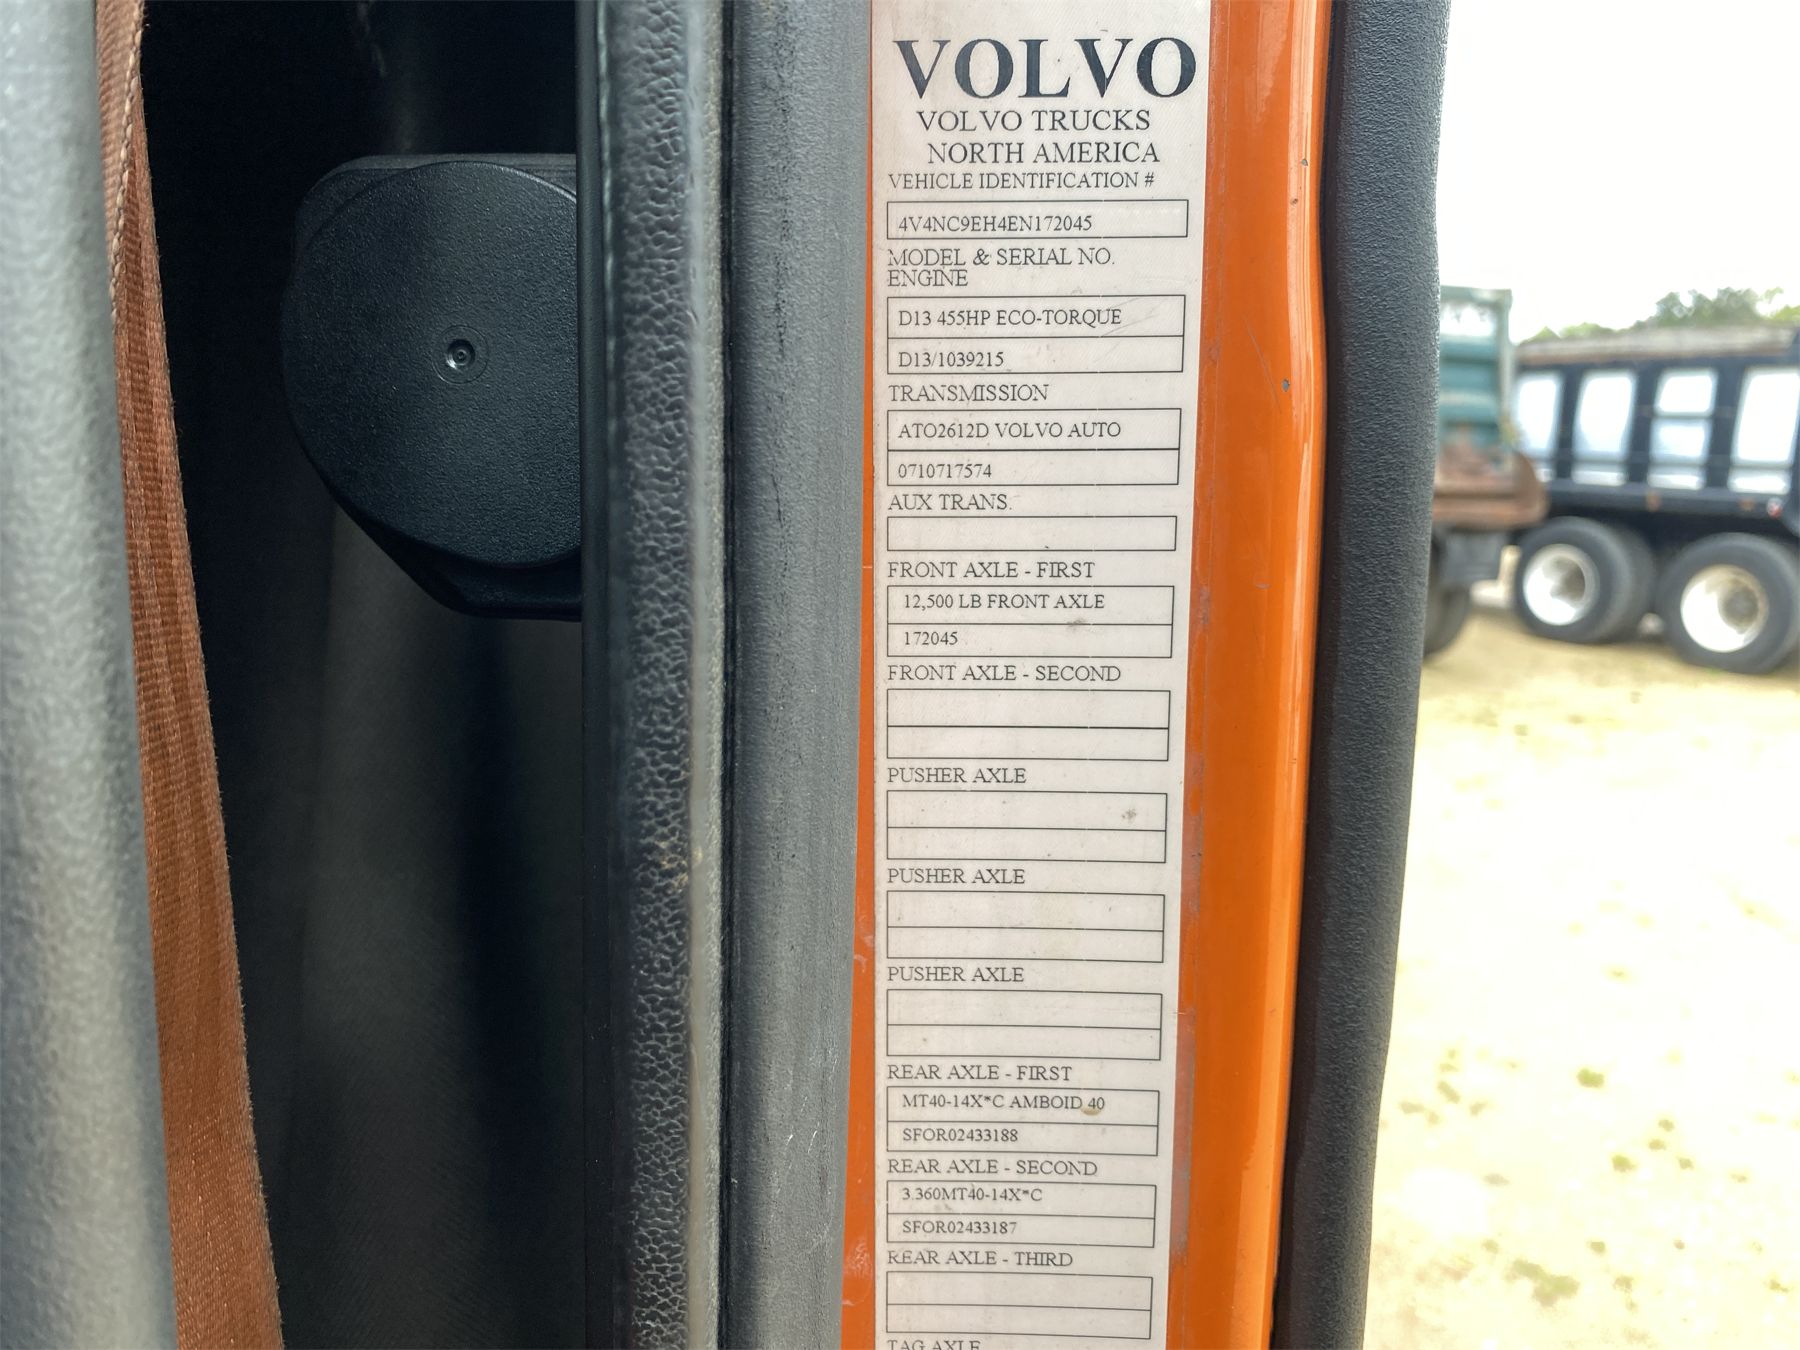 VOLVO
VOLVO TRUCKS
NORTH AMERICA
VEHICLE IDENTIFICATION #
4V4NC9EH4EN172045
MODEL & SERIAL NO.
ENGINE
D13 455HP ECO-TORQUE
D13/1039215
TRANSMISSION
ATO2612D VOLVO AUTO
0710717574
AUX TRANS.
FRONT AXLE - FIRST
12,500 LB FRONT AXLE
172045
FRONT AXLE - SECOND
PUSHER AXLE
PUSHER AXLE
PUSHER AXLE
REAR AXLE - FIRST
MT40-14X*C AMBOID 40
SFOR02433188
REAR AXLE - SECOND
3.360MT40-14X*C
SFOR02433187
REAR AXLE - THIRD
TAG AXLE